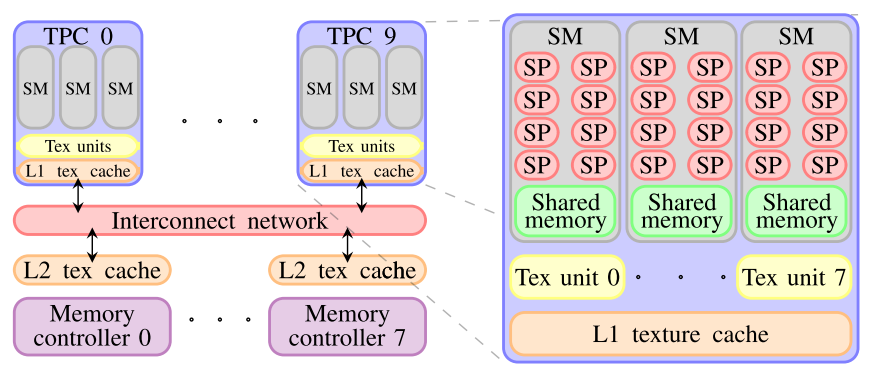 TPC 0
SM SM SM
Tex units
L1 tex cache
TPC 9
SM SM SM
Tex units
L1 tex cache
Interconnect network
L2 tex cache
L2 tex cache
Memory
controller 0
Memory
controller 7
SM
SP SP
SP SP
SP SP
SP SP
Shared
memory
SM
SP SP
SP SP
SP SP
SP SP
Shared
memory
SM
SP SP
SP SP
SP SP
SP SP
Shared
memory
Tex unit 0
Tex unit 7
L1 texture cache